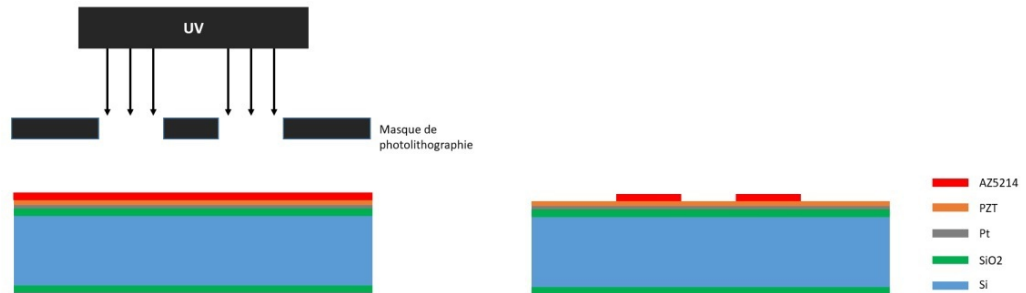 UV
Masque de
photolithographie
AZ5214
PZT
Pt
SiO2
Si